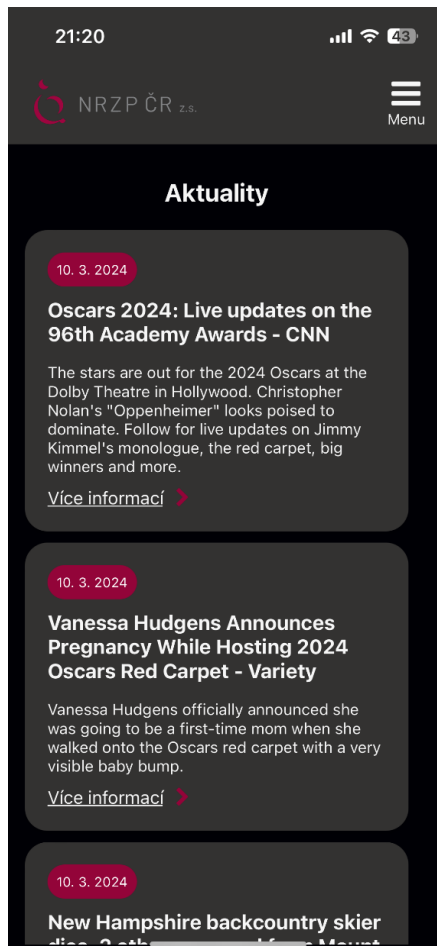 21:20
43
NRZP ČR z.s.
Menu
Aktuality
10. 3. 2024
Oscars 2024: Live updates on the
96th Academy Awards - CNN
The stars are out for the 2024 Oscars at the
Dolby Theatre in Hollywood. Christopher
Nolan's "Oppenheimer" looks poised to
dominate. Follow for live updates on Jimmy
Kimmel's monologue, the red carpet, big
winners and more.
Více informací
10. 3. 2024
Vanessa Hudgens Announces
Pregnancy While Hosting 2024
Oscars Red Carpet - Variety
Vanessa Hudgens officially announced she
was going to be a first-time mom when she
walked onto the Oscars red carpet with a very
visible baby bump.
Více informací
10. 3. 2024
New Hampshire backcountry skier